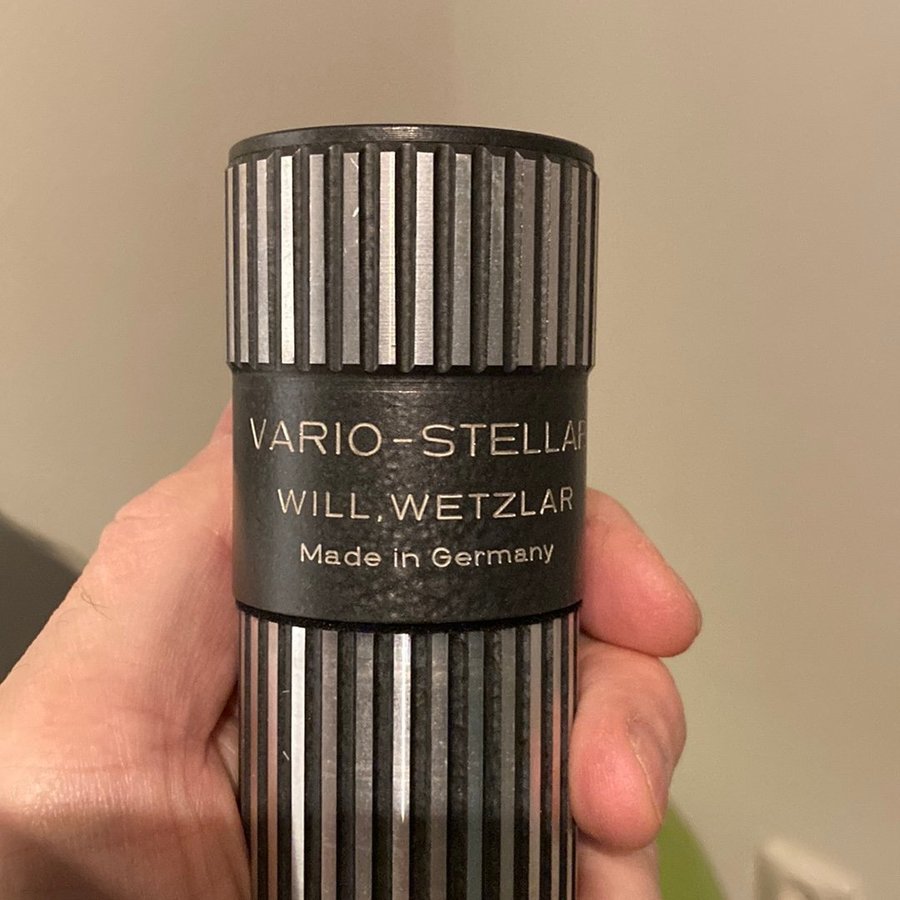 VARIO-STELLAR
WILL, WETZLAR
Made in Germany